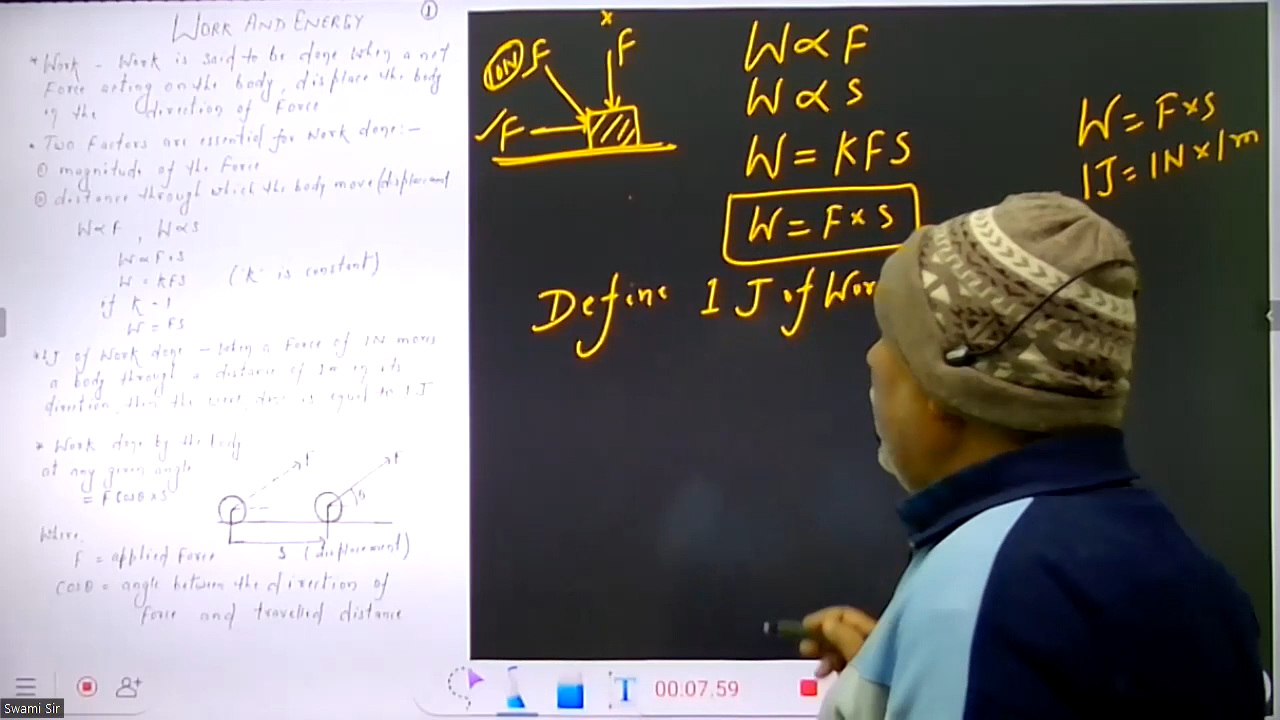 WORK AND ENERGY
①
* Work - Work is said to be done when a net
Force acting on the body, displace the body
in the direction of Force
• Two Factors are essential for work done:-
① magnitude of the Force
② distance through which the body move/displacement
W∝F , W∝S
W∝F×S
W = KFS ('K' is constant)
if K = 1
W = FS
*1J of Work done - When a Force of 1N moves
a body through a distance of 1m in its
direction then the work done is equal to 1J
* Work done by the body
at any given angle
= F cosθ×S
F
F
θ
S (displacement)
Where,
F = applied Force
cosθ = angle between the direction of
force and travelled distance
×
10N F
F
✓F
W∝F
W∝S
W = KFS
W = F×S
Define 1 J of Wor
W = F×S
1J = 1N×1m
T
00:07.59
Swami Sir